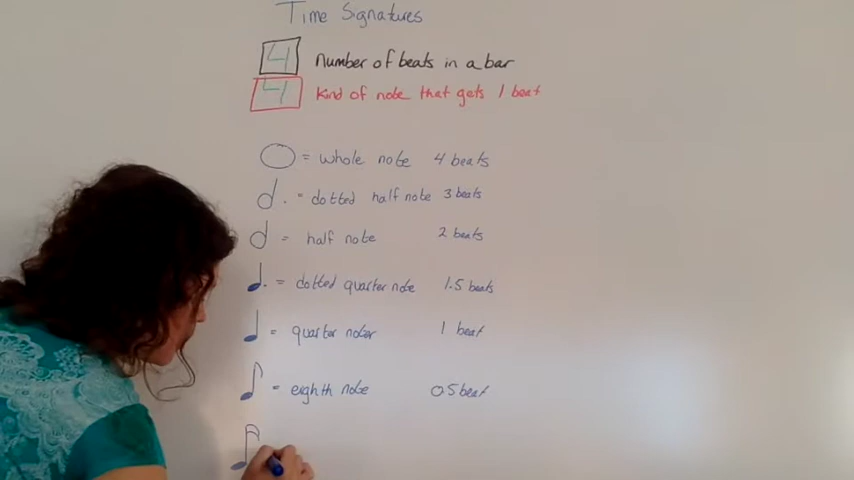 Time Signatures
4 number of beats in a bar
4 kind of note that gets 1 beat
= whole note 4 beats
= dotted half note 3 beats
= half note 2 beats
= dotted quarter note 1.5 beats
= quarter noter 1 beat
= eighth note 0.5 beat